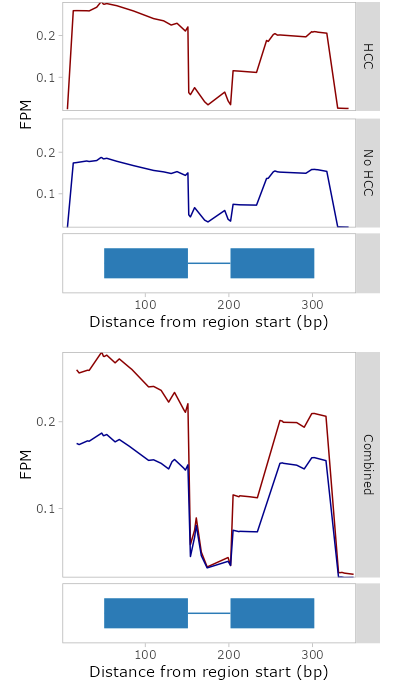 HCC
0.2
0.1
FPM
No HCC
0.2
0.1
100 200 300
Distance from region start (bp)
Combined
0.2
FPM
0.1
100 200 300
Distance from region start (bp)